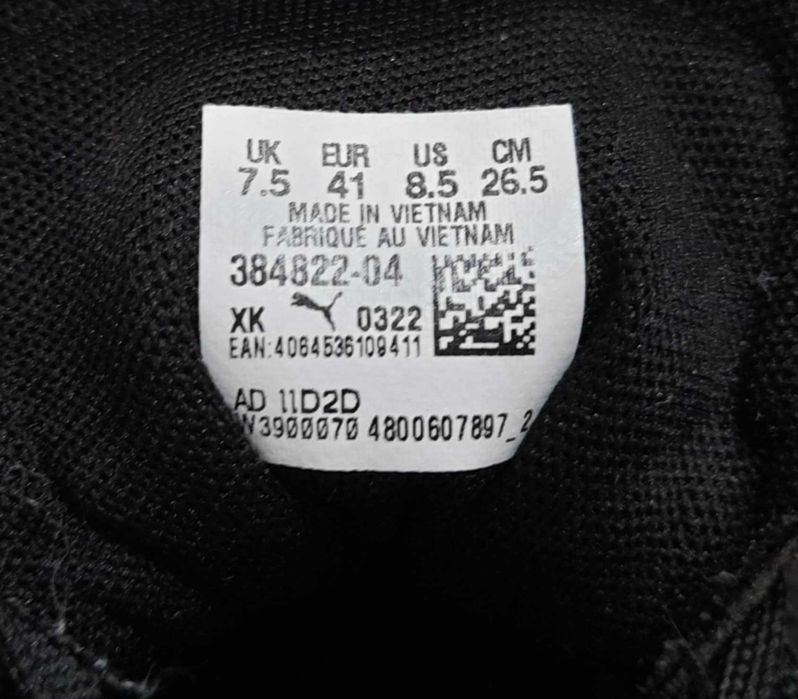 UK EUR US CM
7.5 41 8.5 26.5
MADE IN VIETNAM
FABRIQUÉ AU VIETNAM
384822-04
XK 0322
EAN:4064536109411
AD 11D2D
W3900070 4800607897_2